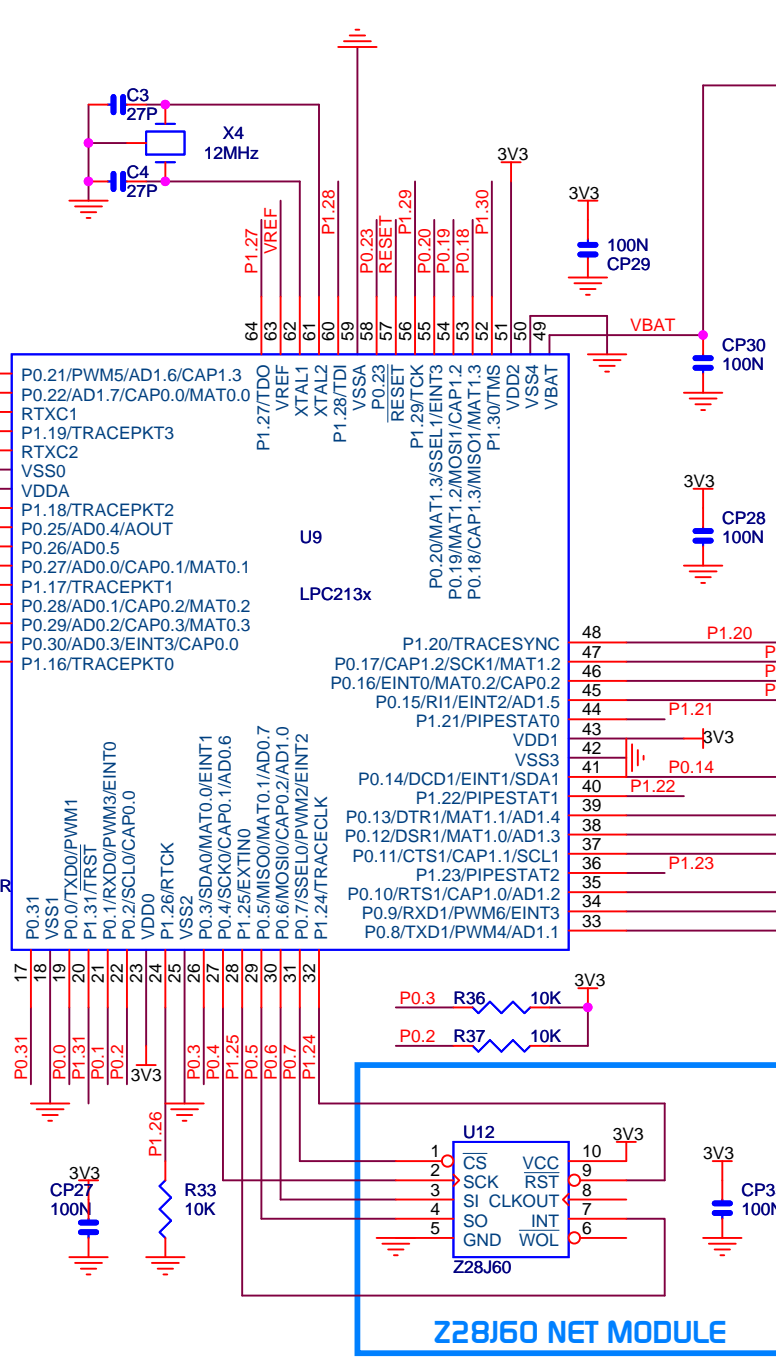 C3
27P
X4
12MHz
C4
27P
3V3
3V3
100N
CP29
P1.27
VREF
P1.28
P0.23
RESET
P1.29
P0.20
P0.19
P0.18
P1.30
64
63
62
61
60
59
58
57
56
55
54
53
52
51
50
49
VBAT
CP30
100N
P1.27/TDO
VREF
XTAL1
XTAL2
P1.28/TDI
VSSA
P0.23
RESET
P1.29/TCK
P0.20/MAT1.3/SSEL1/EINT3
P0.19/MAT1.2/MOSI1/CAP1.2
P0.18/CAP1.3/MISO1/MAT1.3
P1.30/TMS
VDD2
VSS4
VBAT
P0.21/PWM5/AD1.6/CAP1.3
P0.22/AD1.7/CAP0.0/MAT0.0
RTXC1
P1.19/TRACEPKT3
RTXC2
VSS0
VDDA
P1.18/TRACEPKT2
P0.25/AD0.4/AOUT
P0.26/AD0.5
P0.27/AD0.0/CAP0.1/MAT0.1
P1.17/TRACEPKT1
P0.28/AD0.1/CAP0.2/MAT0.2
P0.29/AD0.2/CAP0.3/MAT0.3
P0.30/AD0.3/EINT3/CAP0.0
P1.16/TRACEPKT0
U9
LPC213x
3V3
CP28
100N
P1.20/TRACESYNC 48 P1.20
P0.17/CAP1.2/SCK1/MAT1.2 47 P
P0.16/EINT0/MAT0.2/CAP0.2 46 P
P0.15/RI1/EINT2/AD1.5 45 P
P1.21/PIPESTAT0 44 P1.21
VDD1 43 3V3
VSS3 42
P0.14/DCD1/EINT1/SDA1 41 P0.14
P1.22/PIPESTAT1 40 P1.22
P0.13/DTR1/MAT1.1/AD1.4 39
P0.12/DSR1/MAT1.0/AD1.3 38
P0.11/CTS1/CAP1.1/SCL1 37
P1.23/PIPESTAT2 36 P1.23
P0.10/RTS1/CAP1.0/AD1.2 35
P0.9/RXD1/PWM6/EINT3 34
P0.8/TXD1/PWM4/AD1.1 33
R
P0.31
VSS1
P0.0/TXD0/PWM1
P1.31/TRST
P0.1/RXD0/PWM3/EINT0
P0.2/SCL0/CAP0.0
VDD0
P1.26/RTCK
VSS2
P0.3/SDA0/MAT0.0/EINT1
P0.4/SCK0/CAP0.1/AD0.6
P1.25/EXTIN0
P0.5/MISO0/MAT0.1/AD0.7
P0.6/MOSI0/CAP0.2/AD1.0
P0.7/SSEL0/PWM2/EINT2
P1.24/TRACECLK
17
18
19
20
21
22
23
24
25
26
27
28
29
30
31
32
P0.31
P0.0
P1.31
P0.1
P0.2
3V3
P1.26
P0.3
P0.4
P1.25
P0.5
P0.6
P0.7
P1.24
3V3
P0.3 R36 10K
P0.2 R37 10K
3V3
CP27
100N
R33
10K
U12
3V3
1 CS VCC 10
2 SCK RST 9
3 SI CLKOUT 8
4 SO INT 7
5 GND WOL 6
Z28J60
3V3
CP3
100N
Z28J60 NET MODULE